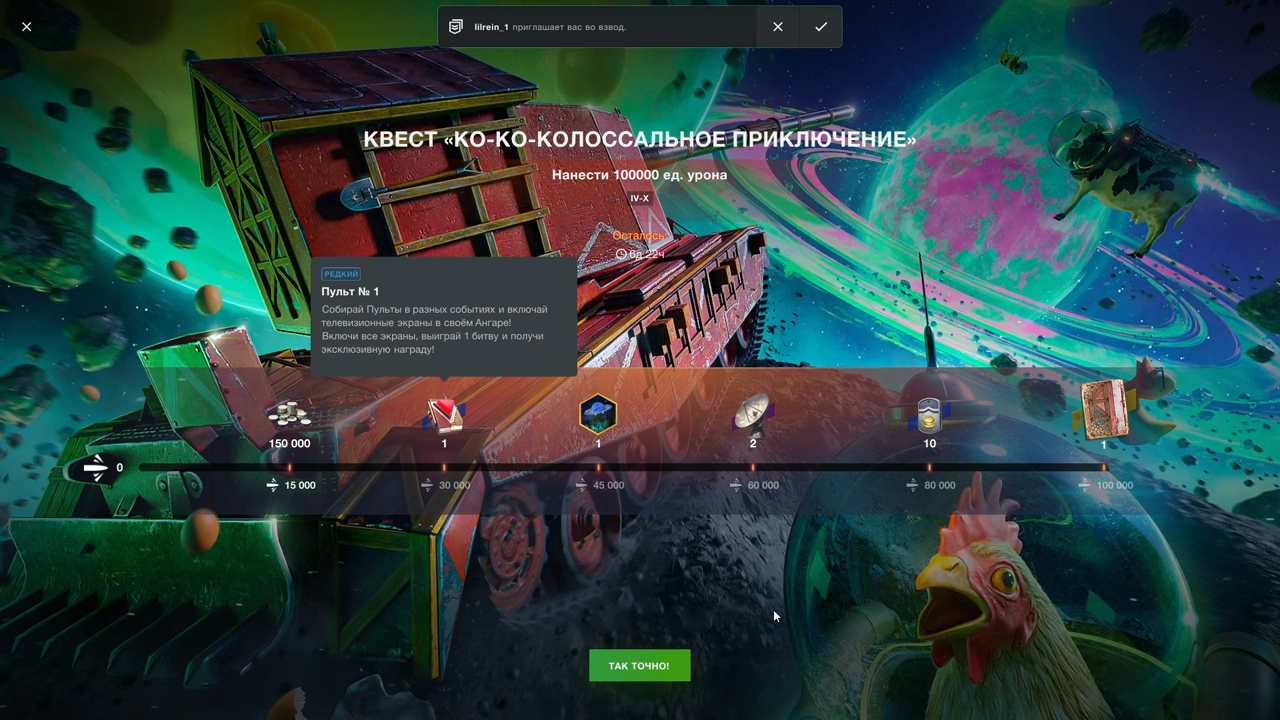 lilrein_1 приглашает вас во взвод.
КВЕСТ «КО-КО-КОЛОССАЛЬНОЕ ПРИКЛЮЧЕНИЕ»
Нанести 100000 ед. урона
IV-X
Осталось:
6д 22ч
РЕДКИЙ
Пульт № 1
Собирай Пульты в разных событиях и включай
телевизионные экраны в своём Ангаре!
Включи все экраны, выиграй 1 битву и получи
эксклюзивную награду!
150 000 1 1 2 10 1
0
15 000 30 000 45 000 60 000 80 000 100 000
ТАК ТОЧНО!